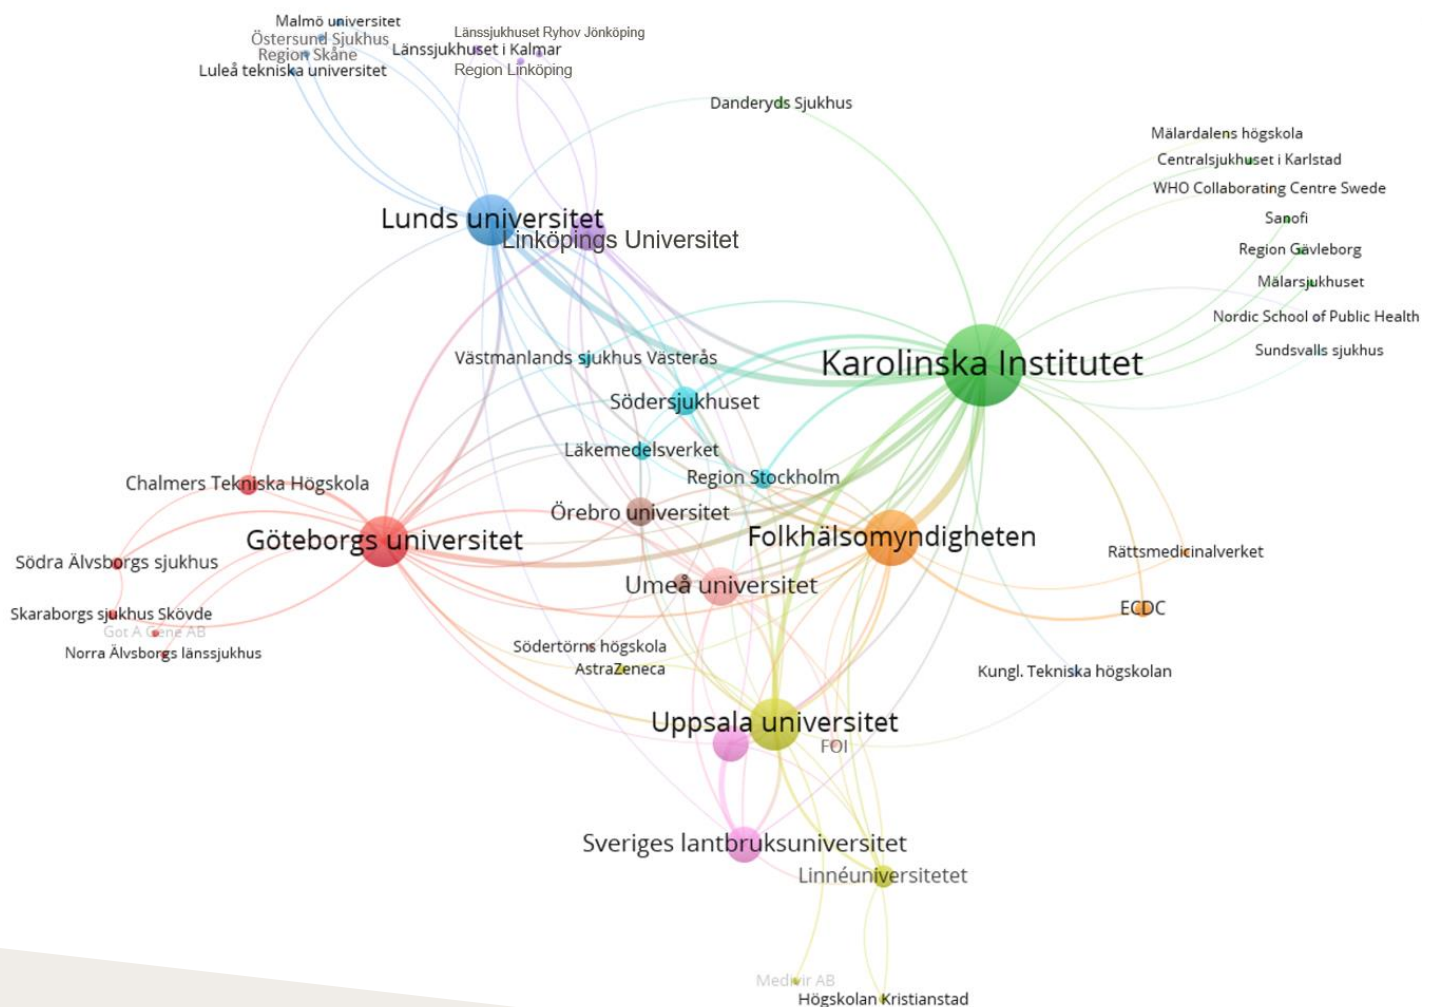 Malmö universitet
Östersund Sjukhus
Region Skåne
Luleå tekniska universitet
Länssjukhuset Ryhov Jönköping
Länssjukhuset i Kalmar
Region Linköping
Danderyds Sjukhus
Mälardalens högskola
Centralsjukhuset i Karlstad
WHO Collaborating Centre Swede
Sanofi
Region Gävleborg
Mälarsjukhuset
Nordic School of Public Health
Sundsvalls sjukhus
Lunds universitet
Linköpings Universitet
Västmanlands sjukhus Västerås
Karolinska Institutet
Södersjukhuset
Läkemedelsverket
Region Stockholm
Chalmers Tekniska Högskola
Örebro universitet
Göteborgs universitet
Folkhälsomyndigheten
Rättsmedicinalverket
Södra Älvsborgs sjukhus
Umeå universitet
ECDC
Skaraborgs sjukhus Skövde
Got A Gene AB
Norra Älvsborgs länssjukhus
Södertörns högskola
AstraZeneca
Kungl. Tekniska högskolan
Uppsala universitet
FOI
Sveriges lantbruksuniversitet
Linnéuniversitetet
Medivir AB
Högskolan Kristianstad